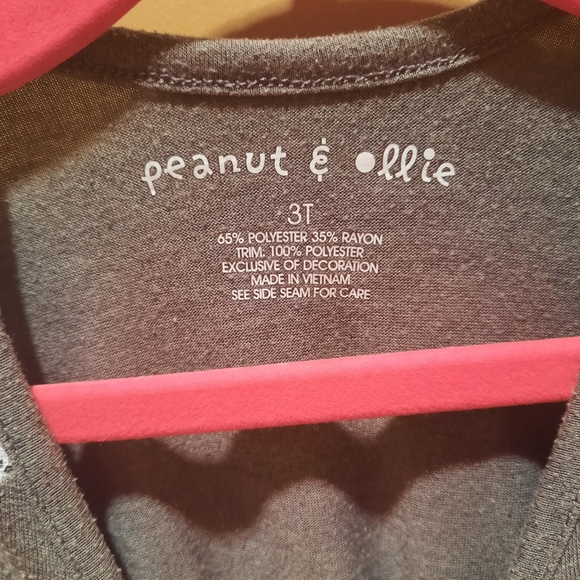 peanut & ollie
3T
65% POLYESTER 35% RAYON
TRIM: 100% POLYESTER
EXCLUSIVE OF DECORATION
MADE IN VIETNAM
SEE SIDE SEAM FOR CARE